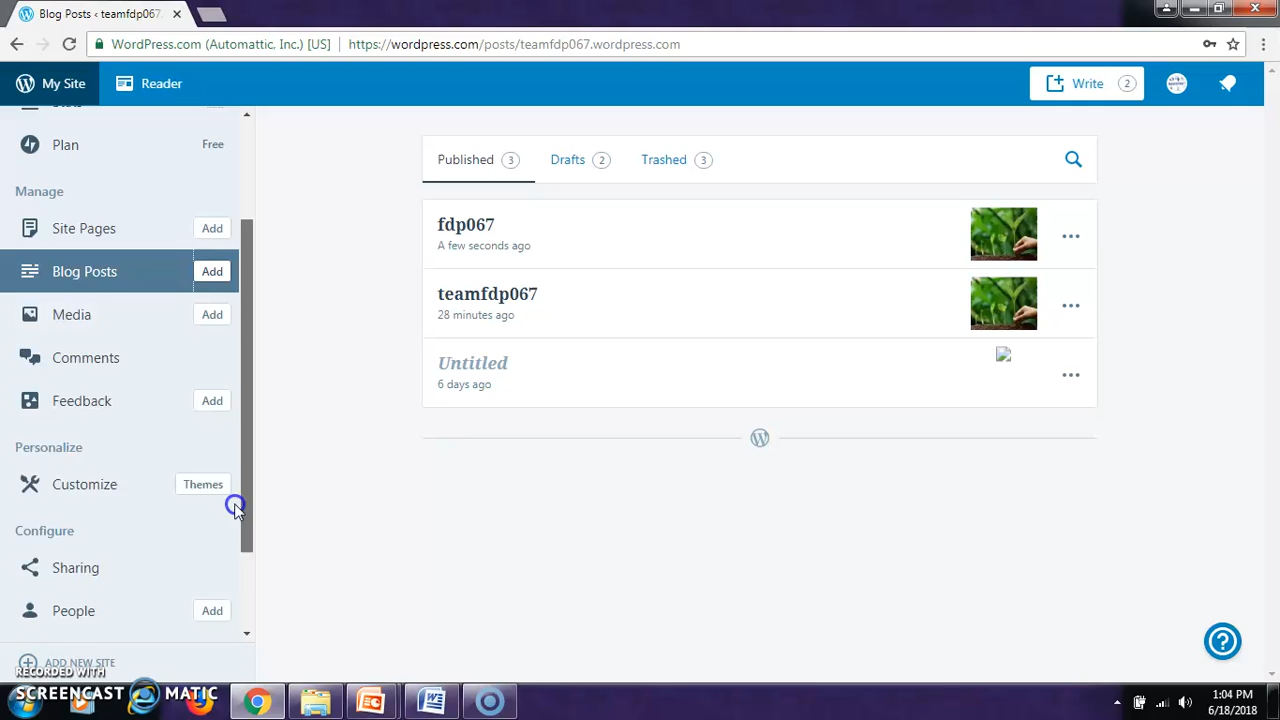 Blog Posts ‹ teamfdp067.
WordPress.com (Automattic, Inc.) [US]
https://wordpress.com/posts/teamfdp067.wordpress.com
My Site
Reader
Write 2
Plan Free
Manage
Site Pages Add
Blog Posts Add
Media Add
Comments
Feedback Add
Personalize
Customize Themes
Configure
Sharing
People Add
ADD NEW SITE
Published 3
Drafts 2
Trashed 3
fdp067
A few seconds ago
teamfdp067
28 minutes ago
Untitled
6 days ago
RECORDED WITH
SCREENCAST MATIC
1:04 PM
6/18/2018